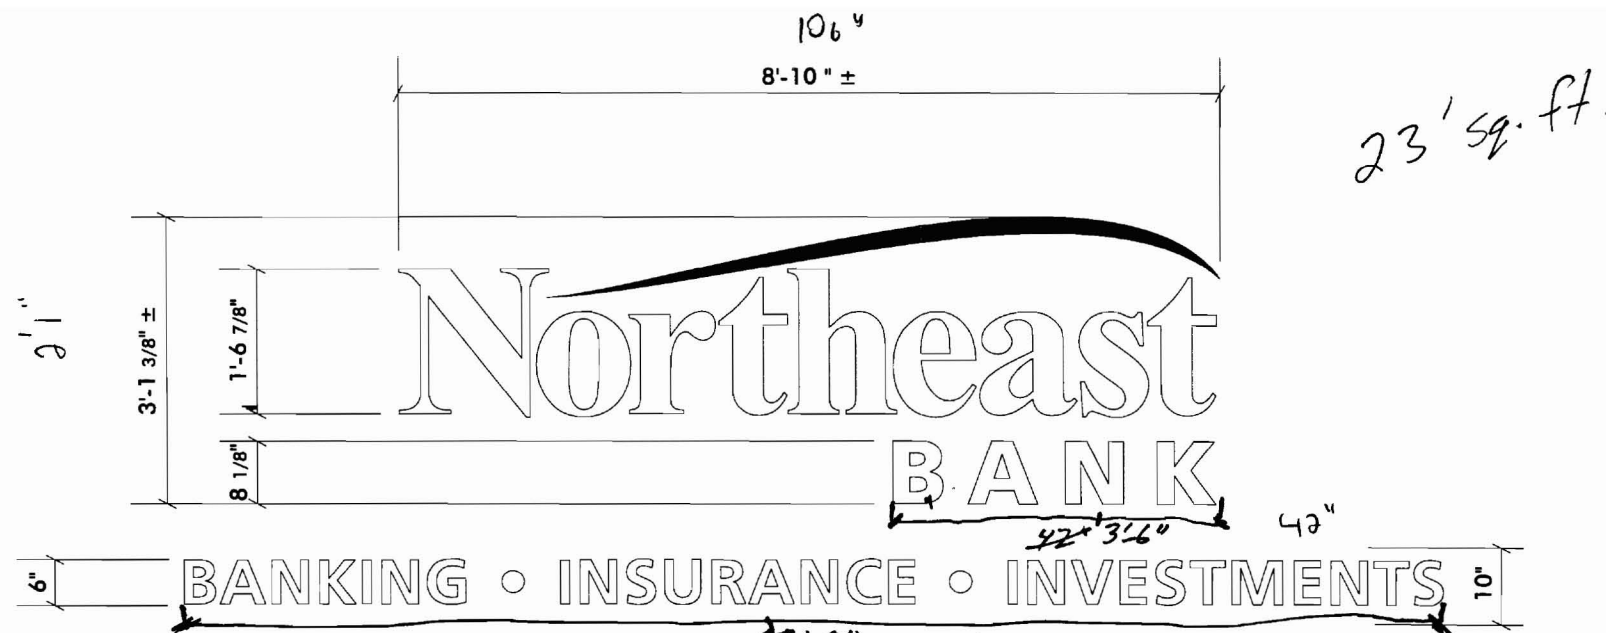 106"
8'-10" ±
23' sq. ft.
2'1"
3'-1 3/8" ±
1'-6 7/8"
Northeast
8 1/8"
BANK
42" 3'-6"
42"
6"
BANKING • INSURANCE • INVESTMENTS
10"